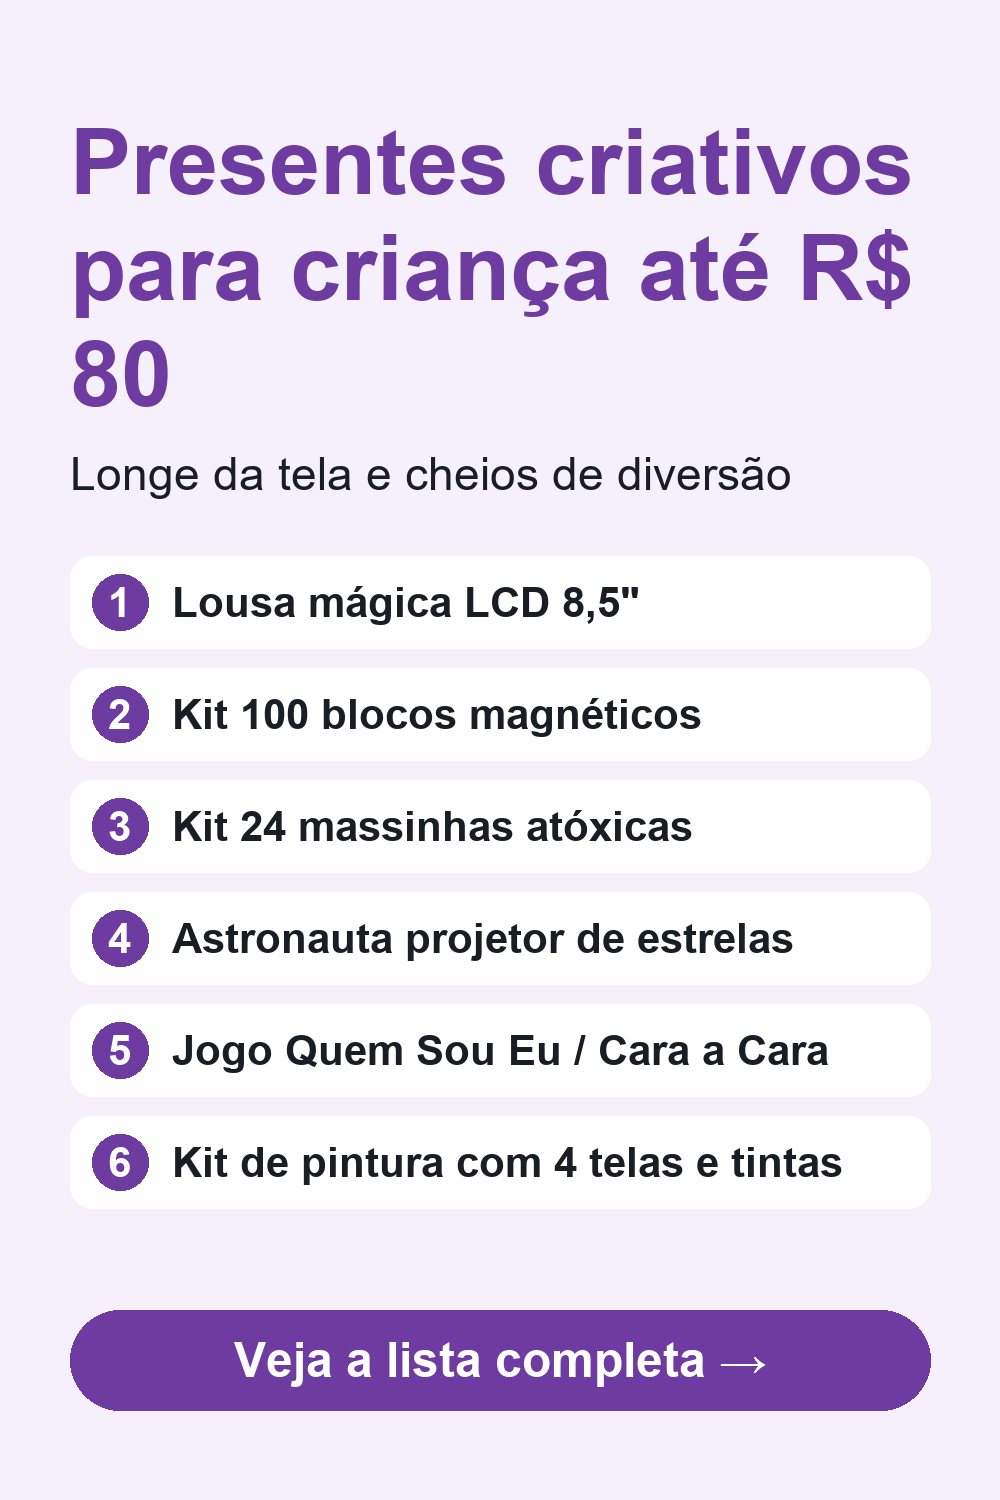 Presentes criativos
para criança até R$
80
Longe da tela e cheios de diversão
1 Lousa mágica LCD 8,5"
2 Kit 100 blocos magnéticos
3 Kit 24 massinhas atóxicas
4 Astronauta projetor de estrelas
5 Jogo Quem Sou Eu / Cara a Cara
6 Kit de pintura com 4 telas e tintas
Veja a lista completa →